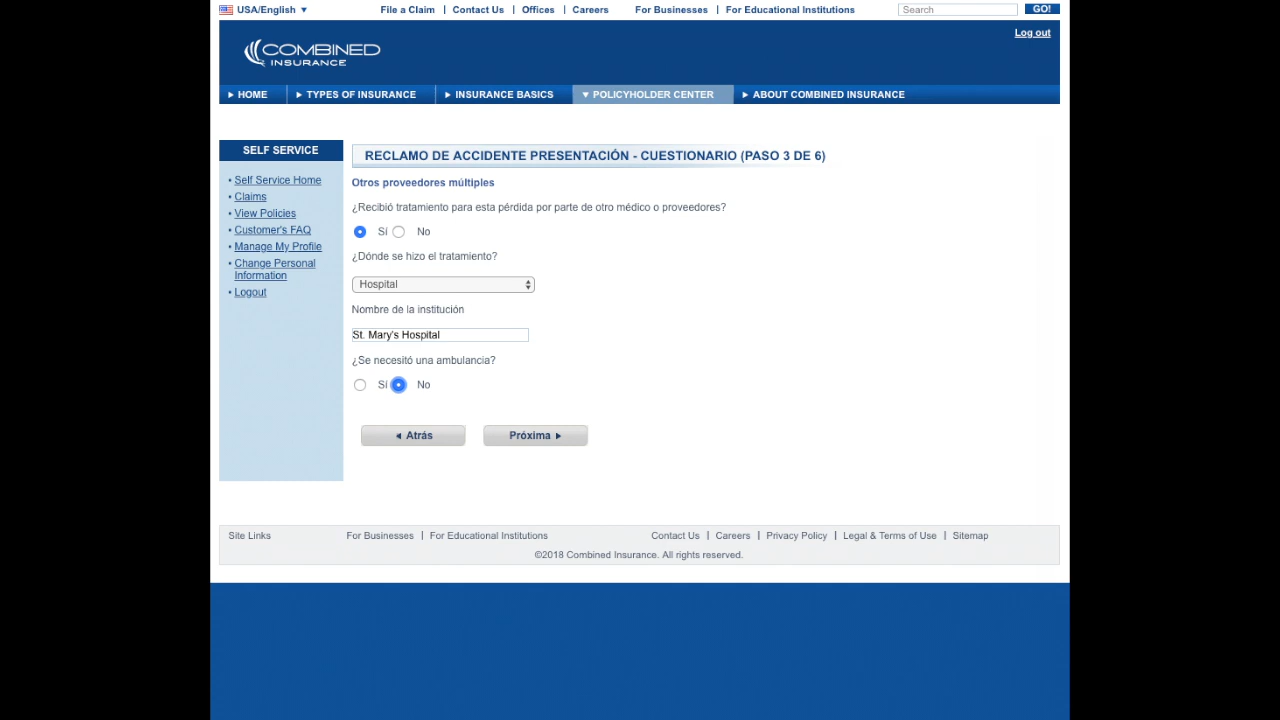 USA/English ▼ File a Claim | Contact Us | Offices | Careers For Businesses | For Educational Institutions Search GO!
Log out
COMBINED
INSURANCE
HOME TYPES OF INSURANCE INSURANCE BASICS POLICYHOLDER CENTER ABOUT COMBINED INSURANCE
SELF SERVICE
• Self Service Home
• Claims
• View Policies
• Customer's FAQ
• Manage My Profile
• Change Personal
Information
• Logout
RECLAMO DE ACCIDENTE PRESENTACIÓN - CUESTIONARIO (PASO 3 DE 6)
Otros proveedores múltiples
¿Recibió tratamiento para esta pérdida por parte de otro médico o proveedores?
Sí No
¿Dónde se hizo el tratamiento?
Hospital
Nombre de la institución
St. Mary's Hospital
¿Se necesitó una ambulancia?
Sí No
Atrás Próxima
Site Links For Businesses | For Educational Institutions Contact Us | Careers | Privacy Policy | Legal & Terms of Use | Sitemap
©2018 Combined Insurance. All rights reserved.